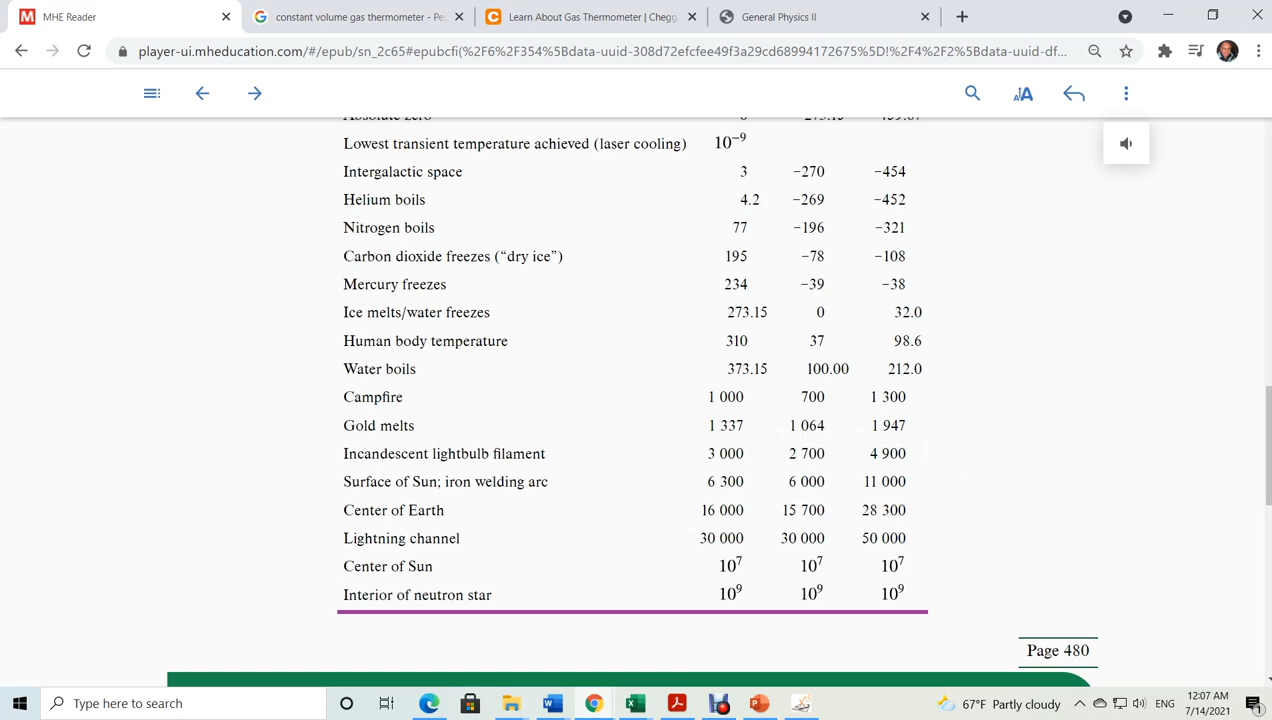 MHE Reader
constant volume gas thermometer - Pe
Learn About Gas Thermometer | Chegg
General Physics II
player-ui.mheducation.com/#/epub/sn_2c65#epubcfi(%2F6%2F354%5Bdata-uuid-308d72efcfee49f3a29cd68994172675%5D!%2F4%2F2%5Bdata-uuid-df...
Absolute zero 0 −273.15 −459.67
Lowest transient temperature achieved (laser cooling) 10⁻⁹
Intergalactic space 3 −270 −454
Helium boils 4.2 −269 −452
Nitrogen boils 77 −196 −321
Carbon dioxide freezes (“dry ice”) 195 −78 −108
Mercury freezes 234 −39 −38
Ice melts/water freezes 273.15 0 32.0
Human body temperature 310 37 98.6
Water boils 373.15 100.00 212.0
Campfire 1 000 700 1 300
Gold melts 1 337 1 064 1 947
Incandescent lightbulb filament 3 000 2 700 4 900
Surface of Sun; iron welding arc 6 300 6 000 11 000
Center of Earth 16 000 15 700 28 300
Lightning channel 30 000 30 000 50 000
Center of Sun 10⁷ 10⁷ 10⁷
Interior of neutron star 10⁹ 10⁹ 10⁹
Page 480
Type here to search
67°F Partly cloudy
ENG
12:07 AM
7/14/2021
1